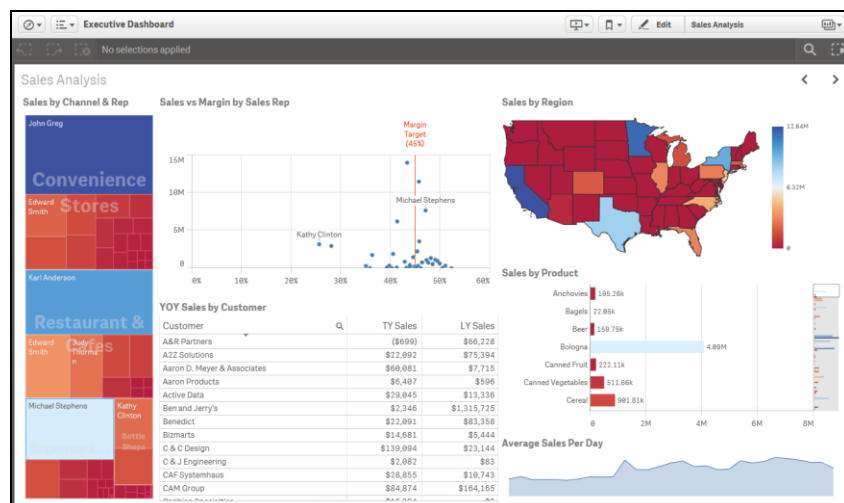 Executive Dashboard
Edit
Sales Analysis
No selections applied
Sales Analysis
Sales by Channel & Rep
John Greg
Convenience
Stores
Edward
Smith
Karl Anderson
Restaurant &
Cafes
Edward
Smith
Judy
Thurma
n
Michael Stephens
Kathy
Clinton
Bottle
Shops
Sales vs Margin by Sales Rep
Margin
Target
(45%)
15M
10M
5M
0
Michael Stephens
Kathy Clinton
0% 10% 20% 30% 40% 50% 60%
YOY Sales by Customer
Customer TY Sales LY Sales
A&R Partners ($699) $66,228
A2Z Solutions $22,092 $75,394
Aaron D. Meyer & Associates $60,081 $7,715
Aaron Products $6,407 $596
Active Data $29,045 $13,336
Ben and Jerry's $2,346 $1,315,725
Benedict $22,091 $83,358
Bizmarts $14,681 $5,444
C & C Design $139,094 $23,144
C & J Engineering $2,082 $83
CAF Systemhaus $28,855 $10,743
CAM Group $84,874 $164,165
Sales by Region
12.84M
6.32M
0
Sales by Product
Anchovies 195.26k
Bagels 22.05k
Beer 159.75k
Bologna 4.09M
Canned Fruit 222.11k
Canned Vegetables 511.66k
Cereal 901.81k
0 2M 4M 6M 8M
Average Sales Per Day